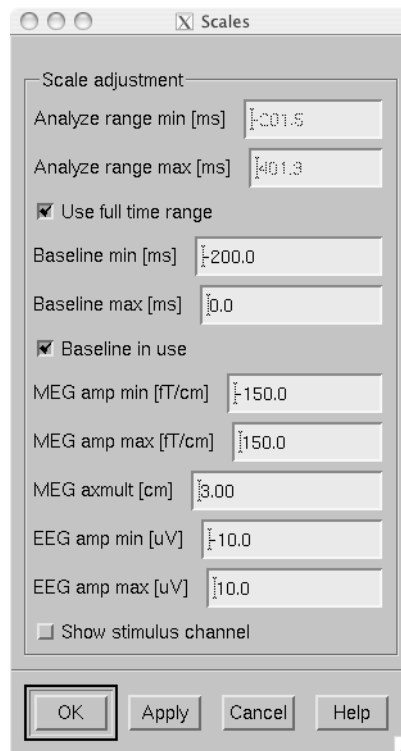 Scales
Scale adjustment
Analyze range min [ms] -201.5
Analyze range max [ms] 401.3
Use full time range
Baseline min [ms] -200.0
Baseline max [ms] 0.0
Baseline in use
MEG amp min [fT/cm] -150.0
MEG amp max [fT/cm] 150.0
MEG axmult [cm] 3.00
EEG amp min [uV] -10.0
EEG amp max [uV] 10.0
Show stimulus channel
OK Apply Cancel Help